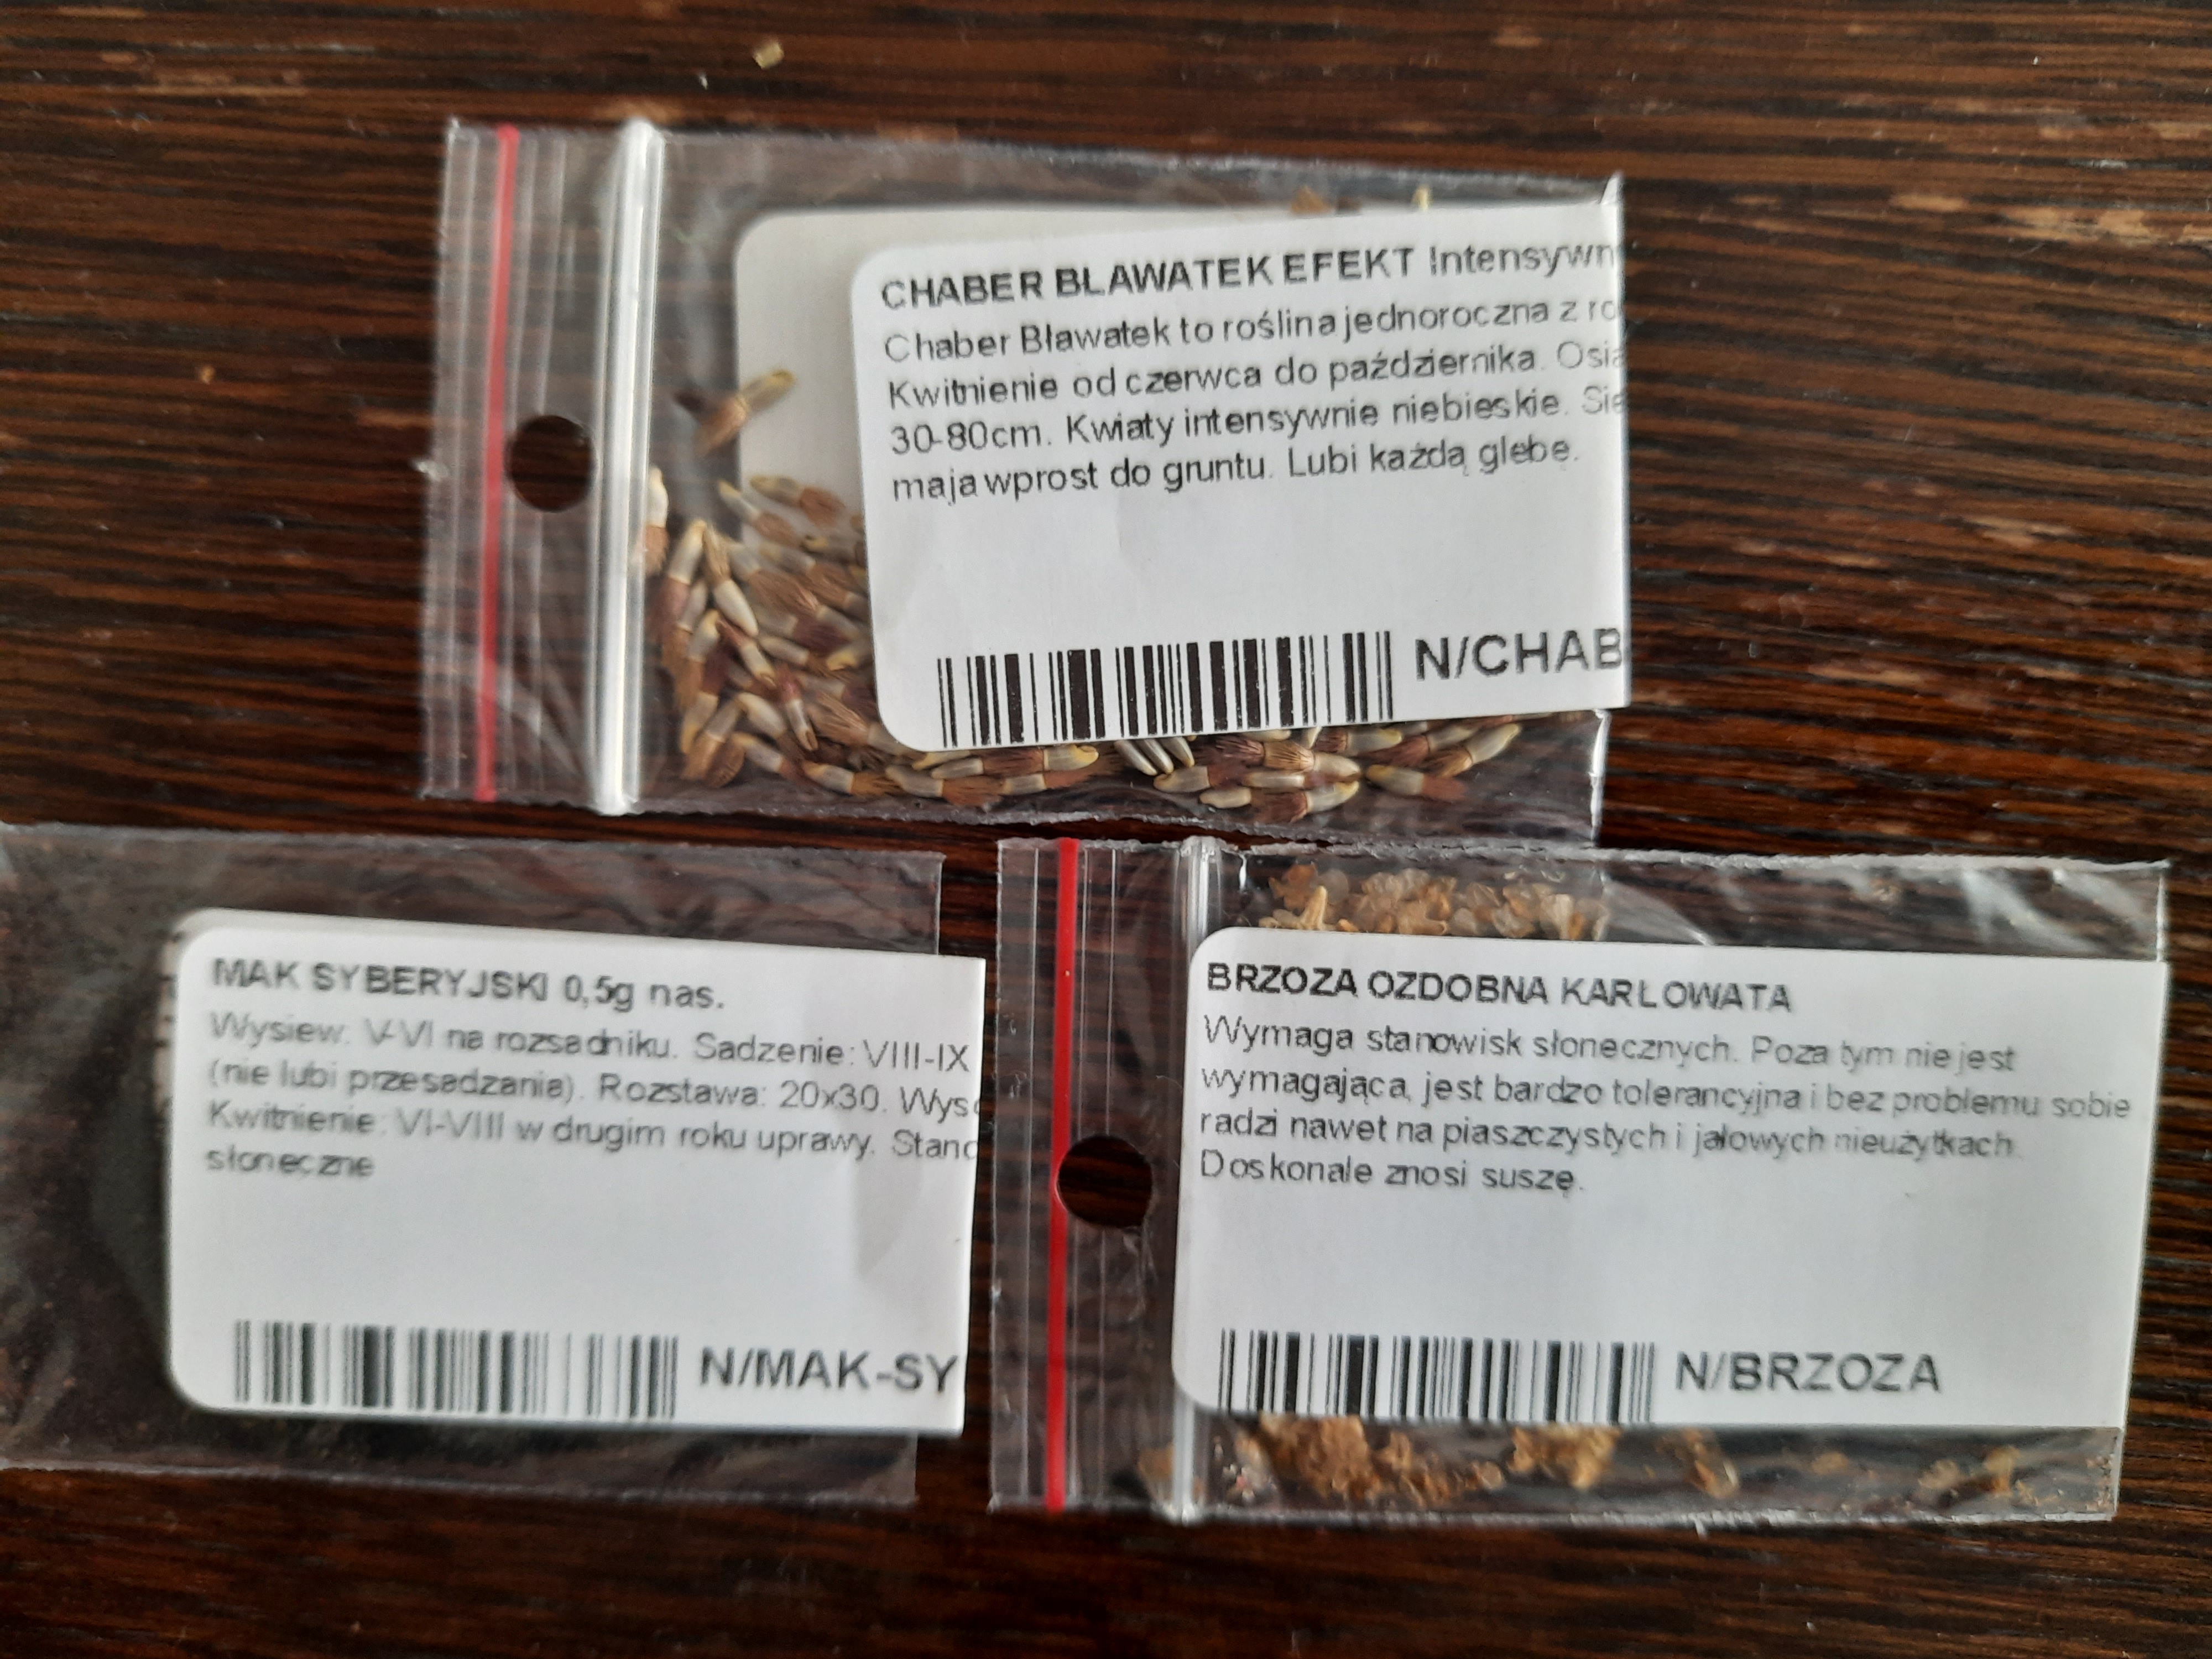 CHABER BLAWATEK EFEKT Intensywn
Chaber Bławatek to roślina jednoroczna z ro
Kwitnienie od czerwca do października. Osia
30-80cm. Kwiaty intensywnie niebieskie. Sie
maja wprost do gruntu. Lubi każdą glebe.
N/CHAB
MAK SYBERYJSKI 0,5g nas.
Wysiew: V-VI na rozsadniku. Sadzenie: VIII-IX
(nie lubi przesadzania). Rozstawa: 20x30. Wyso
Kwitnienie: VI-VIII w drugim roku uprawy. Stano
słoneczne
N/MAK-SY
BRZOZA OZDOBNA KARLOWATA
Wymaga stanowisk słonecznych. Poza tym nie jest
wymagająca, jest bardzo tolerancyjna i bez problemu sobie
radzi nawet na piaszczystych i jałowych nieużytkach.
Doskonale znosi suszę.
N/BRZOZA